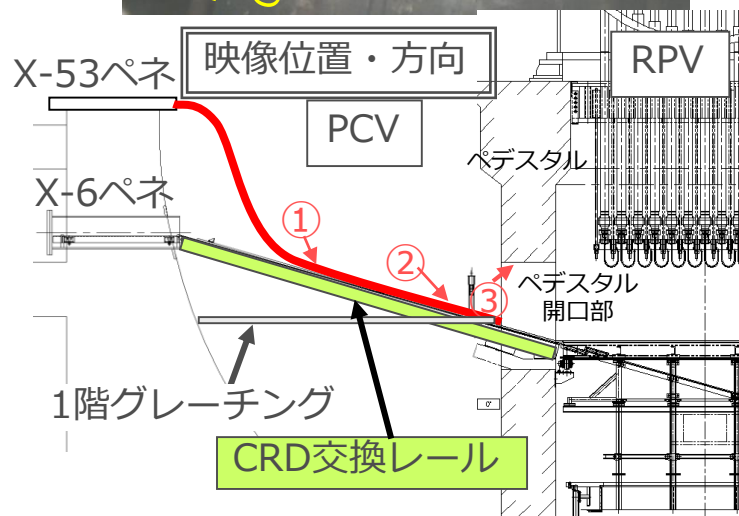 映像位置・方向
RPV
X-53ペネ
PCV
ペデスタル
X-6ペネ
①
②
③
ペデスタル
開口部
1階グレーチング
0'
CRD交換レール